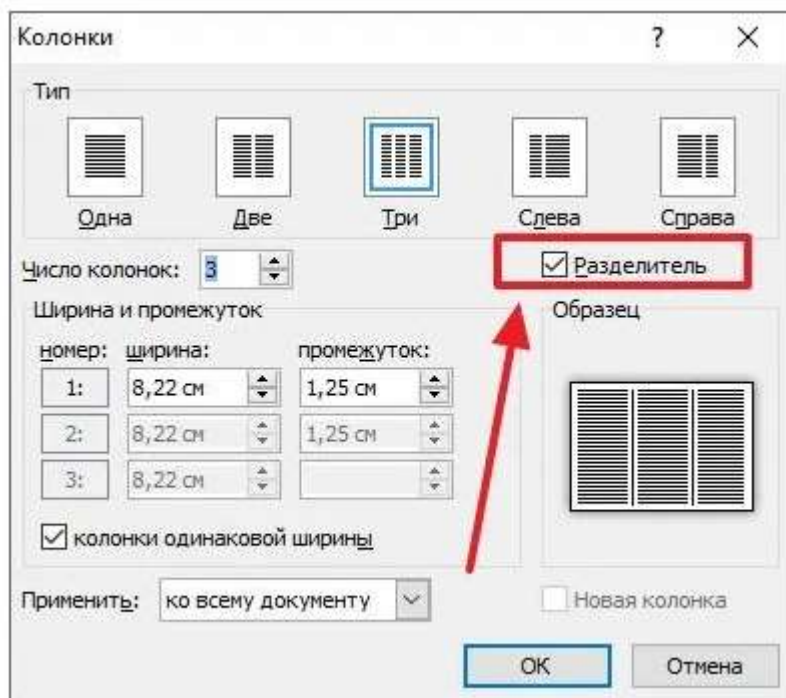 Колонки ?
Тип
Одна Две Три Слева Справа
Число колонок: 3 Разделитель
Ширина и промежуток Образец
номер: ширина: промежуток:
1: 8,22 см 1,25 см
2: 8,22 см 1,25 см
3: 8,22 см
колонки одинаковой ширины
Применить: ко всему документу Новая колонка
ОК Отмена